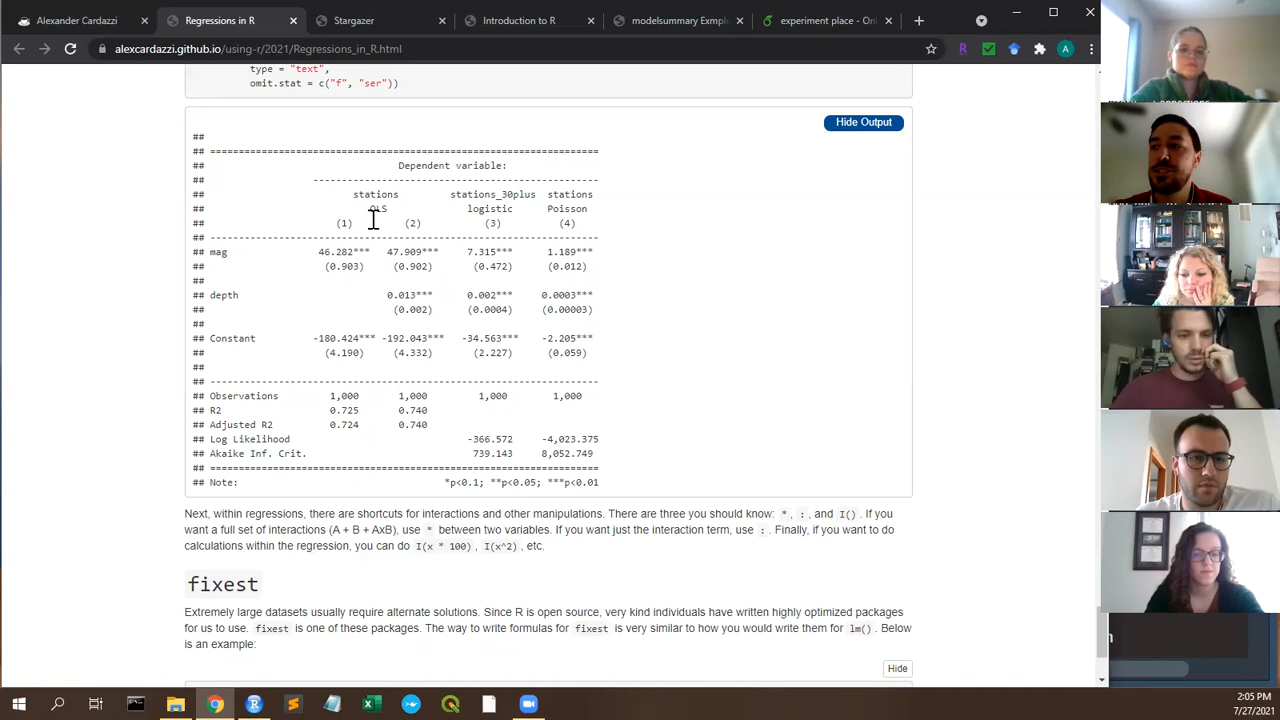 Alexander Cardazzi
Regressions in R
Stargazer
Introduction to R
modelsummary Exmple
experiment place - Onl
alexcardazzi.github.io/using-r/2021/Regressions_in_R.html
R
A
type = "text",
omit.stat = c("f", "ser"))
Hide Output
##
## ===================================================================
## Dependent variable:
## --------------------------------------------------
## stations stations_30plus stations
## OLS logistic Poisson
## (1) (2) (3) (4)
## -------------------------------------------------------------------
## mag 46.282*** 47.909*** 7.315*** 1.189***
## (0.903) (0.902) (0.472) (0.012)
##
## depth 0.013*** 0.002*** 0.0003***
## (0.002) (0.0004) (0.00003)
##
## Constant -180.424*** -192.043*** -34.563*** -2.205***
## (4.190) (4.332) (2.227) (0.059)
##
## -------------------------------------------------------------------
## Observations 1,000 1,000 1,000 1,000
## R2 0.725 0.740
## Adjusted R2 0.724 0.740
## Log Likelihood -366.572 -4,023.375
## Akaike Inf. Crit. 739.143 8,052.749
## ===================================================================
## Note: *p<0.1; **p<0.05; ***p<0.01
Next, within regressions, there are shortcuts for interactions and other manipulations. There are three you should know: *, :, and I(). If you
want a full set of interactions (A + B + AxB), use * between two variables. If you want just the interaction term, use :. Finally, if you want to do
calculations within the regression, you can do I(x * 100), I(x^2), etc.
fixest
Extremely large datasets usually require alternate solutions. Since R is open source, very kind individuals have written highly optimized packages
for us to use. fixest is one of these packages. The way to write formulas for fixest is very similar to how you would write them for lm(). Below
is an example:
Hide
2:05 PM
7/27/2021